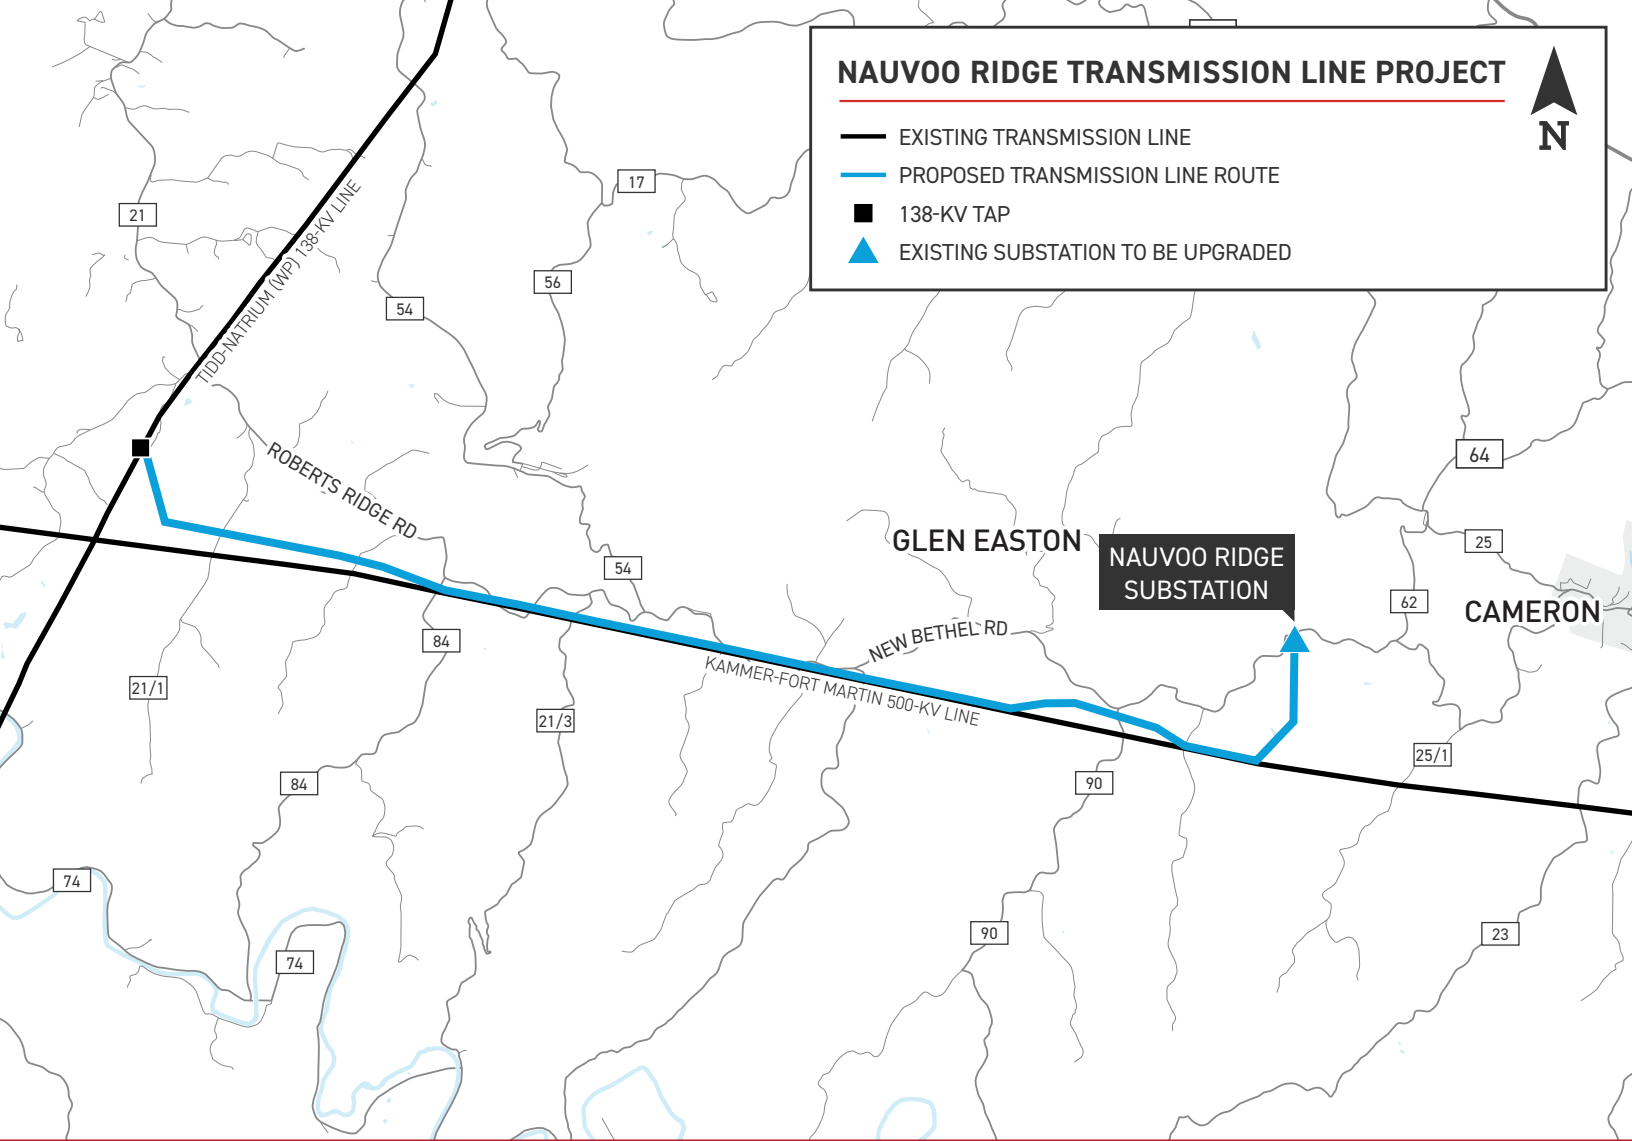 NAUVOO RIDGE TRANSMISSION LINE PROJECT
EXISTING TRANSMISSION LINE
PROPOSED TRANSMISSION LINE ROUTE
138-KV TAP
EXISTING SUBSTATION TO BE UPGRADED
N
17
21
TIDD-NATRIUM (WP) 138-KV LINE
56
54
64
ROBERTS RIDGE RD
GLEN EASTON
25
NAUVOO RIDGE
SUBSTATION
54
62
CAMERON
84
NEW BETHEL RD
KAMMER-FORT MARTIN 500-KV LINE
21/1
21/3
25/1
84
90
74
90
23
74